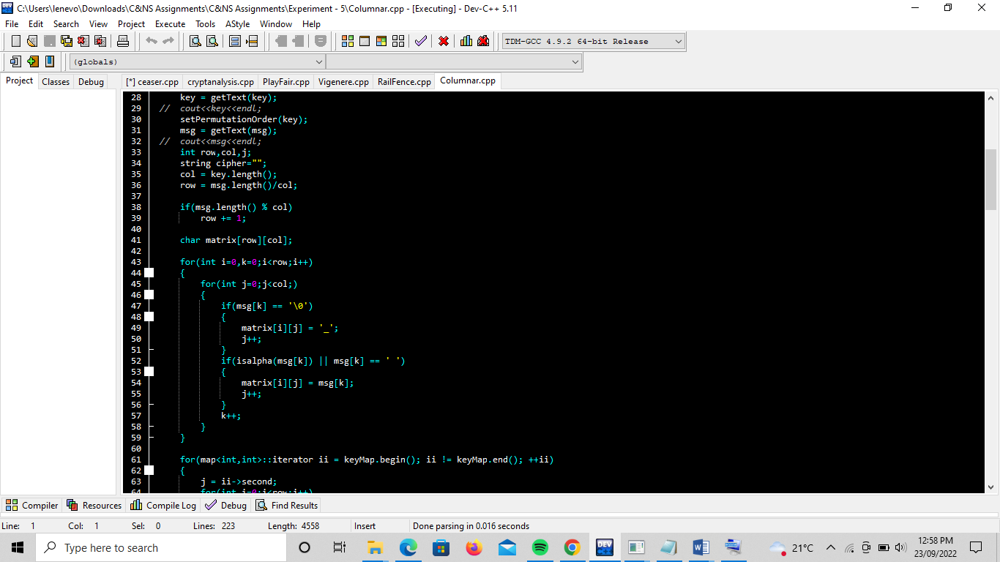 C:\Users\lenevo\Downloads\C&NS Assignments\C&NS Assignments\Experiment - 5\Columnar.cpp - [Executing] - Dev-C++ 5.11
File Edit Search View Project Execute Tools AStyle Window Help
TDM-GCC 4.9.2 64-bit Release
(globals)
Project Classes Debug [*] ceaser.cpp cryptanalysis.cpp PlayFair.cpp Vigenere.cpp RailFence.cpp Columnar.cpp
28 key = getText(key);
29 // cout<<key<<endl;
30 setPermutationOrder(key);
31 msg = getText(msg);
32 // cout<<msg<<endl;
33 int row,col,j;
34 string cipher="";
35 col = key.length();
36 row = msg.length()/col;
37
38 if(msg.length() % col)
39 row += 1;
40
41 char matrix[row][col];
42
43 for(int i=0,k=0;i<row;i++)
44 {
45 for(int j=0;j<col;)
46 {
47 if(msg[k] == '\0')
48 {
49 matrix[i][j] = '_';
50 j++;
51 }
52 if(isalpha(msg[k]) || msg[k] == ' ')
53 {
54 matrix[i][j] = msg[k];
55 j++;
56 }
57 k++;
58 }
59 }
60
61 for(map<int,int>::iterator ii = keyMap.begin(); ii != keyMap.end(); ++ii)
62 {
63 j = ii->second;
64 for(int i=0;i<row;i++)
Compiler Resources Compile Log Debug Find Results
Line: 1 Col: 1 Sel: 0 Lines: 223 Length: 4558 Insert Done parsing in 0.016 seconds
Type here to search
DEV
21°C
12:58 PM
23/09/2022